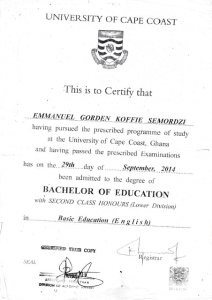 UNIVERSITY OF CAPE COAST
This is to Certify that
EMMANUEL GORDEN KOFFIE SEMORDZI
having pursued the prescribed programme of study
at the University of Cape Coast, Ghana
and having passed the prescribed Examinations
has on the 29th day of September, 2014
been admitted to the degree of
BACHELOR OF EDUCATION
with SECOND CLASS HONOURS (Lower Division)
in Basic Education (English)
CERTIFIED TRUE COPY
Registrar
SEAL